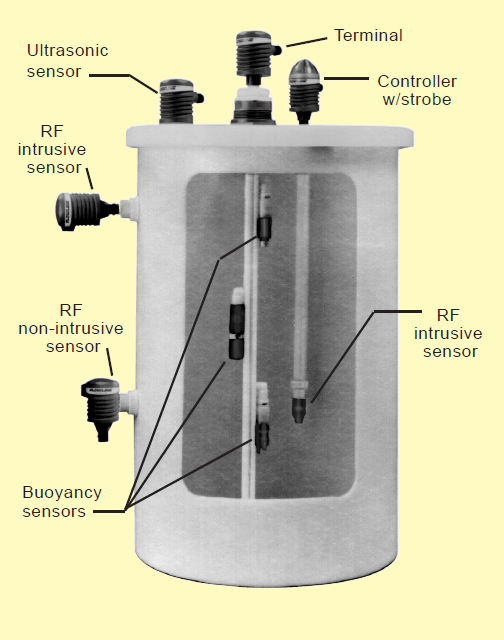 Terminal
Ultrasonic
sensor
Controller
w/strobe
RF
intrusive
sensor
RF
non-intrusive
sensor
RF
intrusive
sensor
Buoyancy
sensors